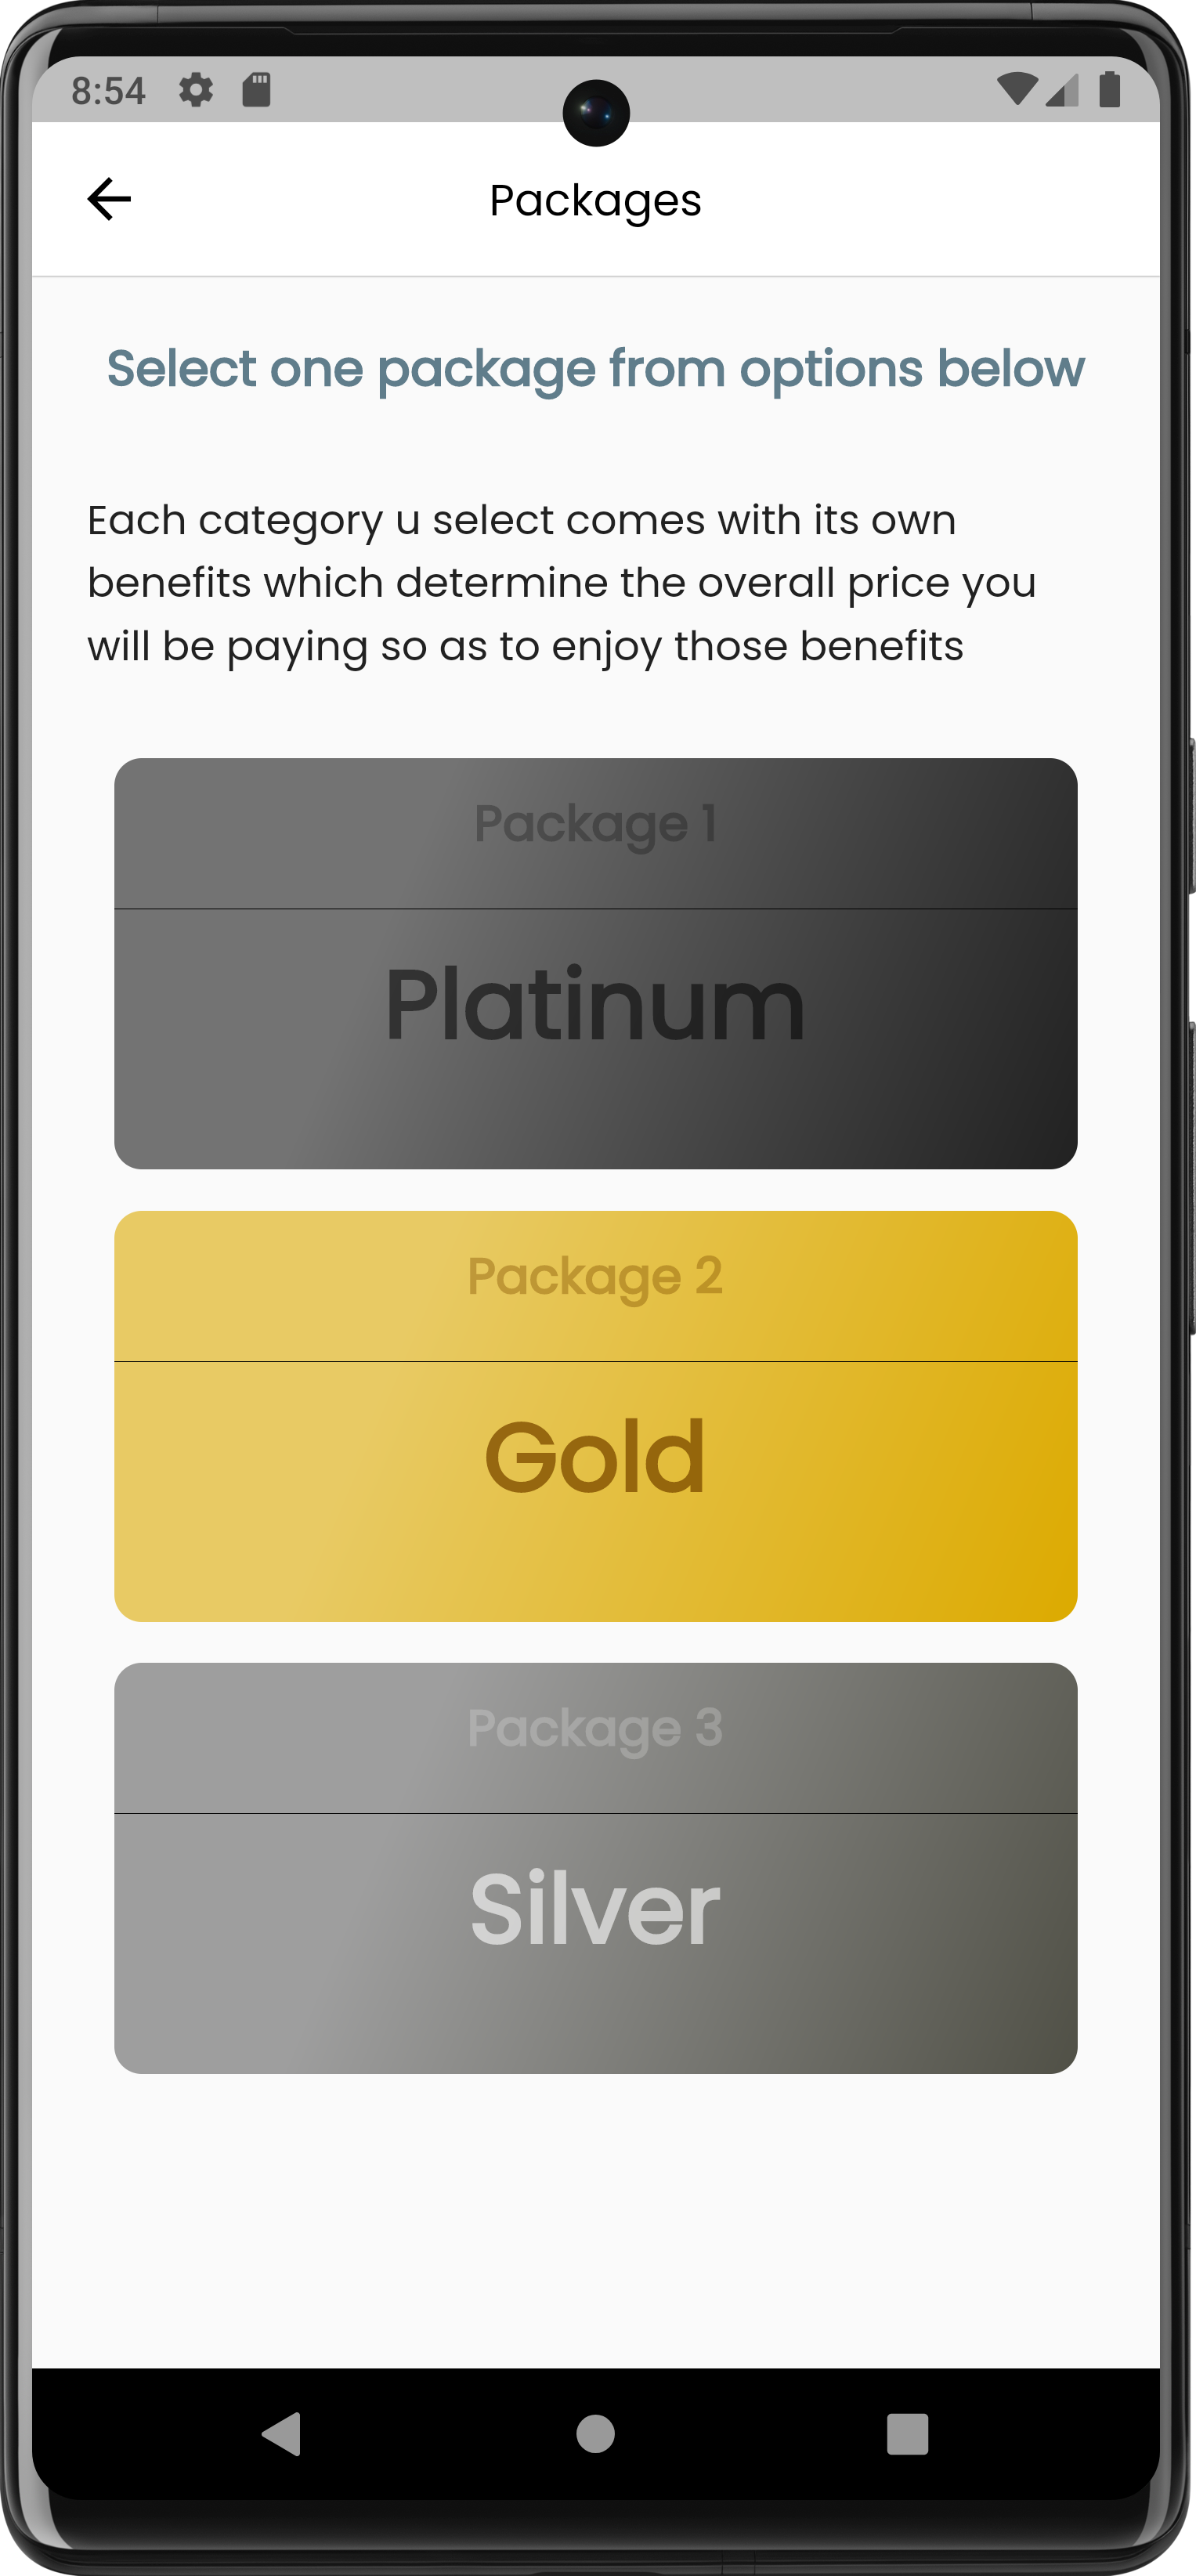 8:54
Packages
Select one package from options below
Each category u select comes with its own
benefits which determine the overall price you
will be paying so as to enjoy those benefits
Package 1
Platinum
Package 2
Gold
Package 3
Silver